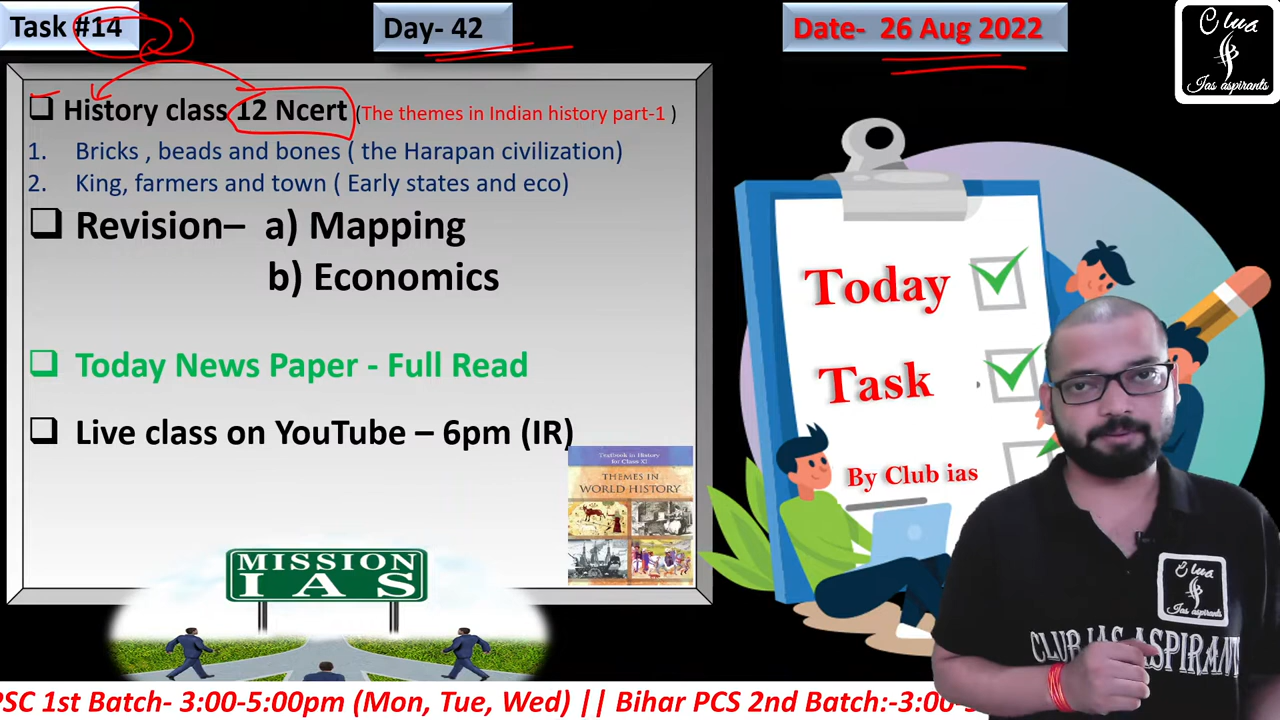 Task #14
Day- 42
Date- 26 Aug 2022
Clua
Ias aspirants
History class 12 Ncert (The themes in Indian history part-1 )
1. Bricks , beads and bones ( the Harapan civilization)
2. King, farmers and town ( Early states and eco)
Revision– a) Mapping
b) Economics
Today News Paper - Full Read
Live class on YouTube – 6pm (IR)
Today
Task
By Club ias
Textbook in History
for Class XI
THEMES IN
WORLD HISTORY
MISSION
IAS
Clua
Ias aspirants
CLUB IAS ASPIRANT
PSC 1st Batch- 3:00-5:00pm (Mon, Tue, Wed) || Bihar PCS 2nd Batch:-3:00-